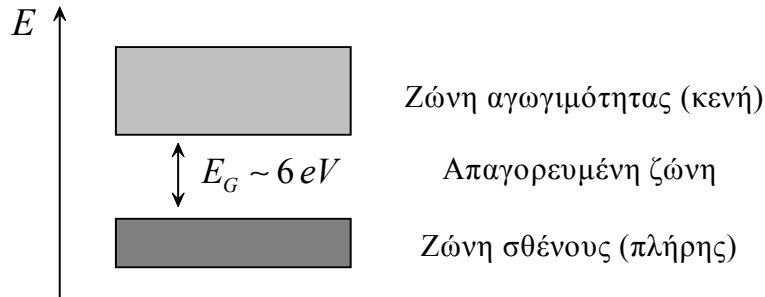 E
Ζώνη αγωγιμότητας (κενή)
E_G ~ 6 eV
Απαγορευμένη ζώνη
Ζώνη σθένους (πλήρης)